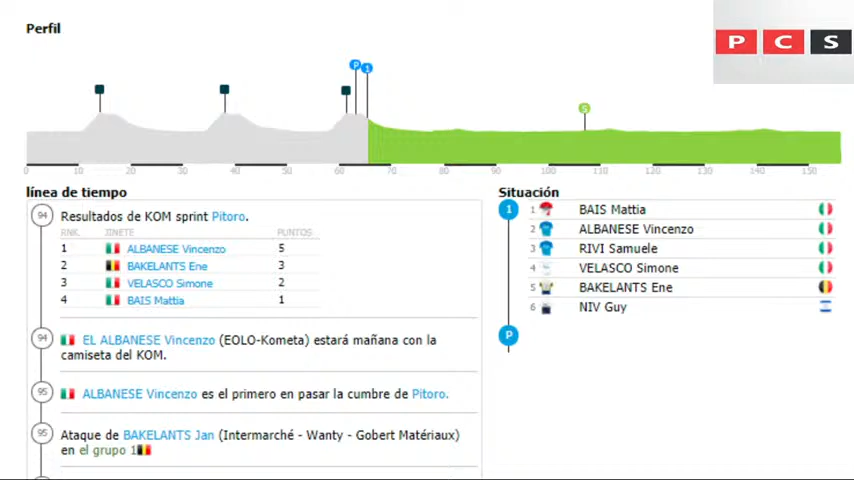 Perfil
P C S
P 1
S
0 10 20 30 40 50 60 70 80 90 100 110 120 130 140 150
línea de tiempo
94 Resultados de KOM sprint Pitoro.
RNK. JINETE PUNTOS
1 ALBANESE Vincenzo 5
2 BAKELANTS Ene 3
3 VELASCO Simone 2
4 BAIS Mattia 1
94 EL ALBANESE Vincenzo (EOLO-Kometa) estará mañana con la
camiseta del KOM.
95 ALBANESE Vincenzo es el primero en pasar la cumbre de Pitoro.
95 Ataque de BAKELANTS Jan (Intermarché - Wanty - Gobert Matériaux)
en el grupo 1
Situación
1
1 BAIS Mattia
2 ALBANESE Vincenzo
3 RIVI Samuele
4 VELASCO Simone
5 BAKELANTS Ene
6 NIV Guy
P